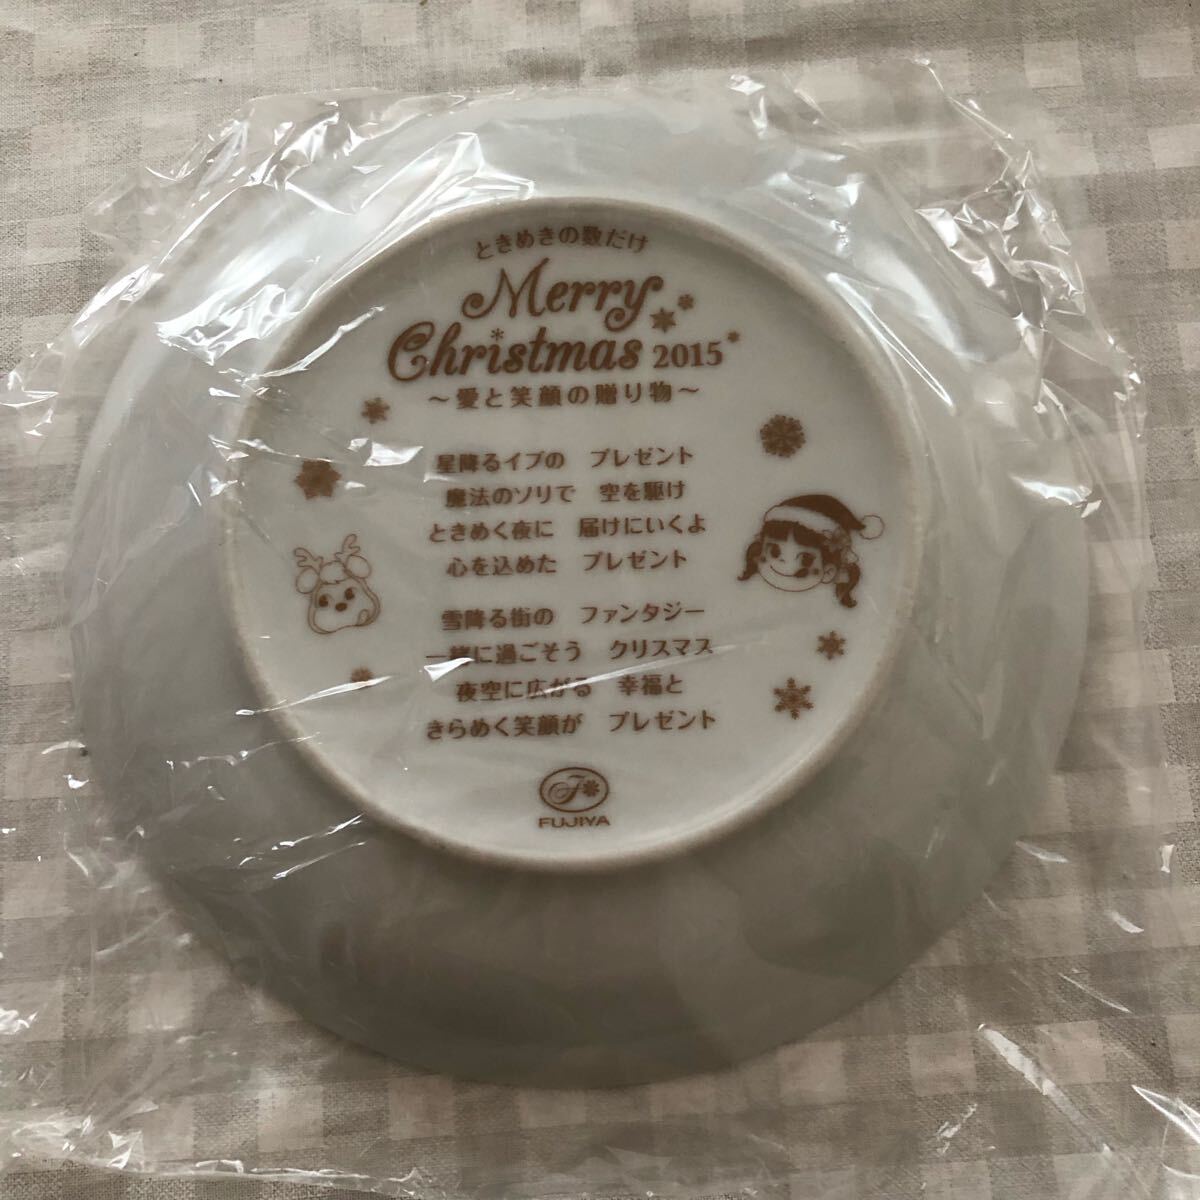 ときめきの数だけ
Merry
Christmas 2015
～愛と笑顔の贈り物～
星降るイブの　プレゼント
魔法のソリで　空を駆け
ときめく夜に　届けにいくよ
心を込めた　プレゼント
雪降る街の　ファンタジー
一緒に過ごそう　クリスマス
夜空に広がる　幸福と
きらめく笑顔が　プレゼント
F
FUJIYA